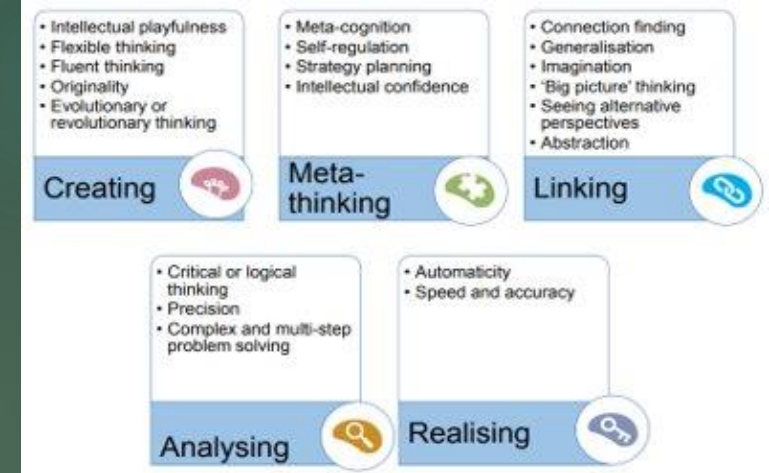 • Intellectual playfulness
• Flexible thinking
• Fluent thinking
• Originality
• Evolutionary or
revolutionary thinking
Creating
• Meta-cognition
• Self-regulation
• Strategy planning
• Intellectual confidence
Meta-
thinking
• Connection finding
• Generalisation
• Imagination
• 'Big picture' thinking
• Seeing alternative
perspectives
• Abstraction
Linking
• Critical or logical
thinking
• Precision
• Complex and multi-step
problem solving
Analysing
• Automaticity
• Speed and accuracy
Realising